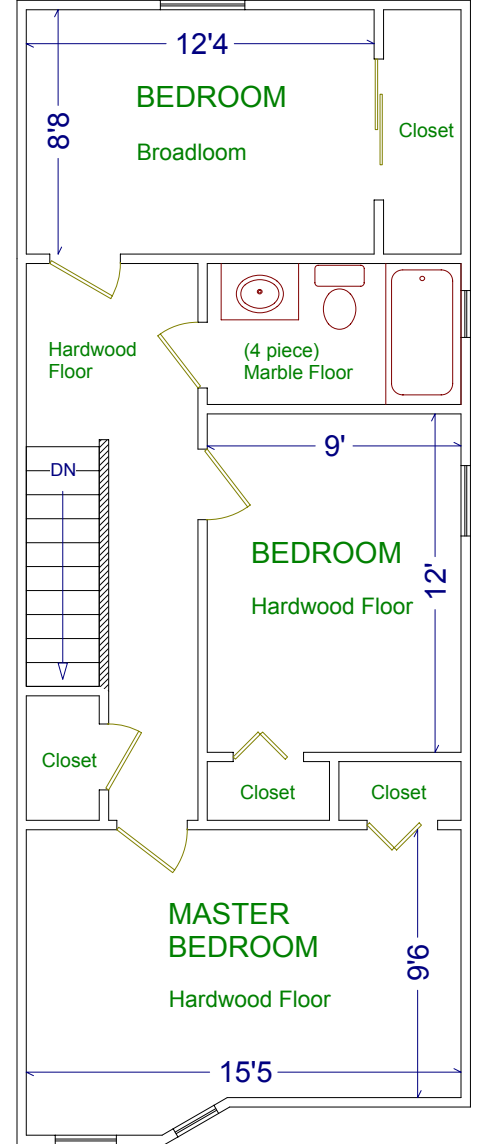 12'4
BEDROOM
8'8
Closet
Broadloom
Hardwood
Floor
(4 piece)
Marble Floor
9'
DN
BEDROOM
12'
Hardwood Floor
Closet
Closet
Closet
MASTER
BEDROOM
9'6
Hardwood Floor
15'5